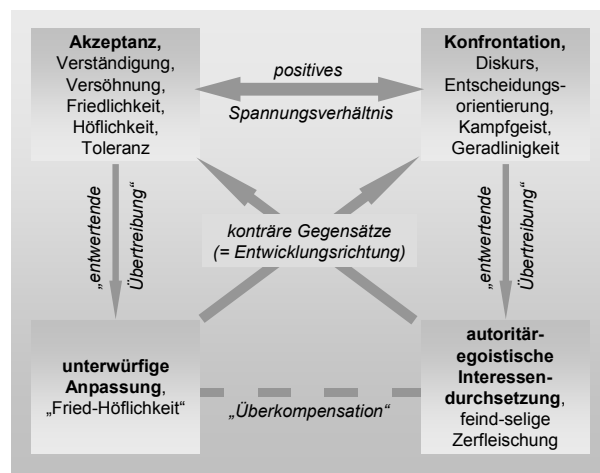 Akzeptanz,
Verständigung,
Versöhnung,
Friedlichkeit,
Höflichkeit,
Toleranz
positives
Spannungsverhältnis
Konfrontation,
Diskurs,
Entscheidungs-
orientierung,
Kampfgeist,
Geradlinigkeit
„entwertende
Übertreibung“
konträre Gegensätze
(= Entwicklungsrichtung)
„entwertende
Übertreibung“
unterwürfige
Anpassung,
„Fried-Höflichkeit“
„Überkompensation“
autoritär-
egoistische
Interessen-
durchsetzung,
feind-selige
Zerfleischung